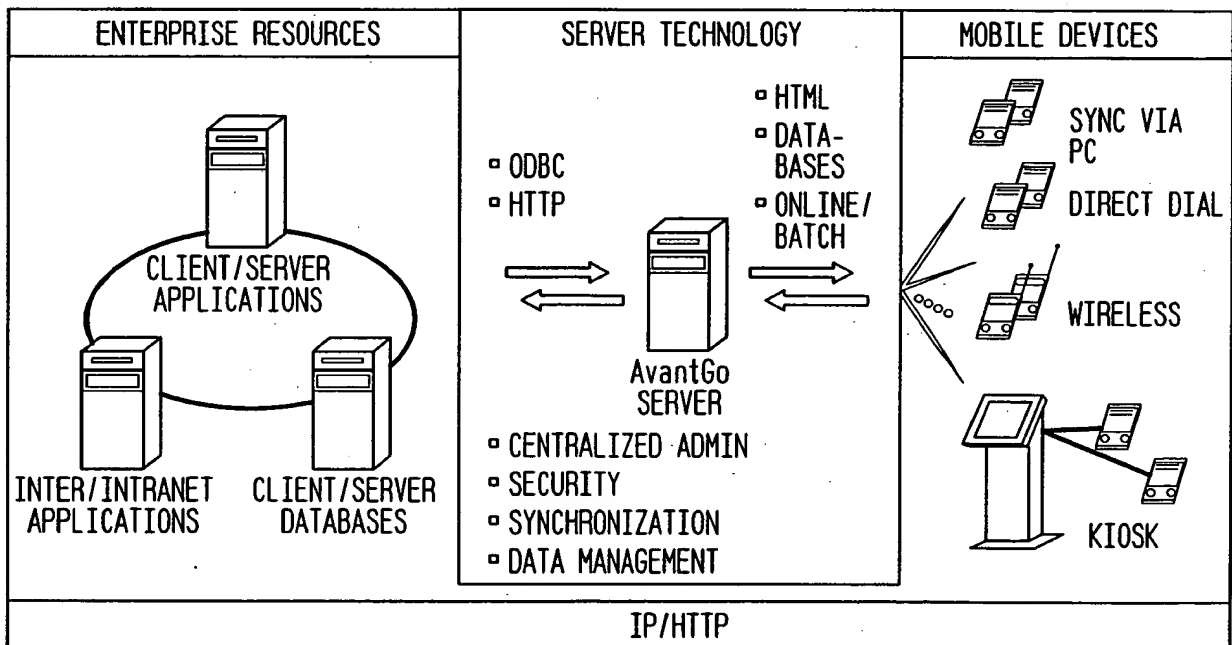 ENTERPRISE RESOURCES
CLIENT/SERVER
APPLICATIONS
INTER/INTRANET
APPLICATIONS
CLIENT/SERVER
DATABASES
SERVER TECHNOLOGY
ODBC
HTTP
HTML
DATA-
BASES
ONLINE/
BATCH
AvantGo
SERVER
CENTRALIZED ADMIN
SECURITY
SYNCHRONIZATION
DATA MANAGEMENT
MOBILE DEVICES
SYNC VIA
PC
DIRECT DIAL
WIRELESS
KIOSK
IP/HTTP